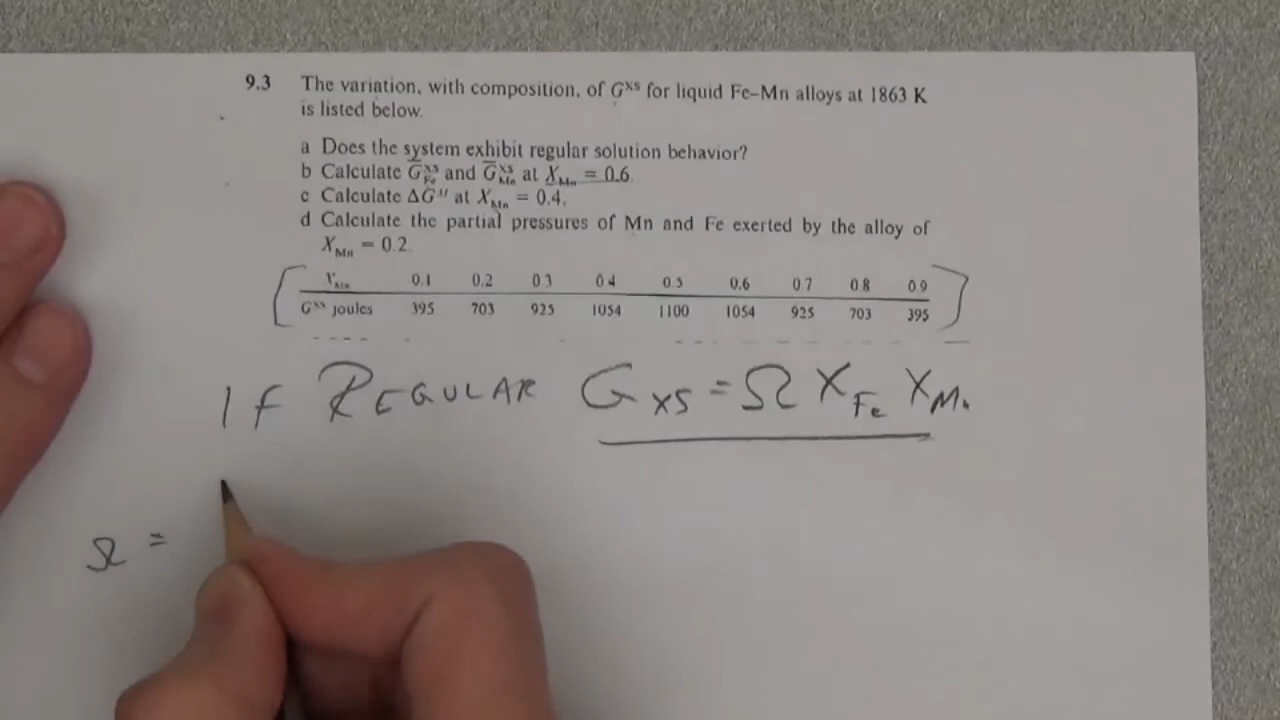 9.3 The variation, with composition, of Gˣˢ for liquid Fe–Mn alloys at 1863 K
is listed below.
a Does the system exhibit regular solution behavior?
b Calculate G̅ˣˢ_Fe and G̅ˣˢ_Mn at X_Mn = 0.6.
c Calculate ΔGᴹ at X_Mn = 0.4.
d Calculate the partial pressures of Mn and Fe exerted by the alloy of
X_Mn = 0.2.
X_Mn 0.1 0.2 0.3 0.4 0.5 0.6 0.7 0.8 0.9
Gˣˢ joules 395 703 925 1054 1100 1054 925 703 395
IF REGULAR G_XS = Ω X_Fe X_Mn
Ω =